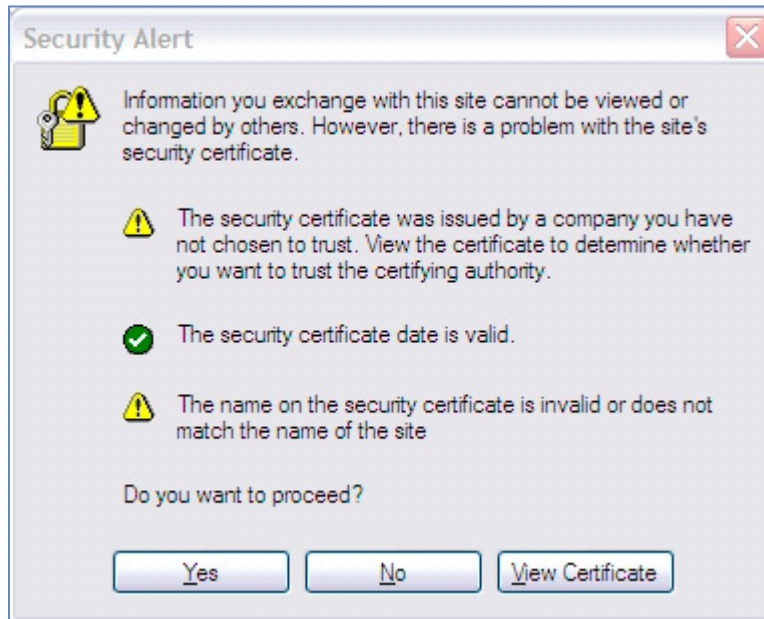 Security Alert
Information you exchange with this site cannot be viewed or
changed by others. However, there is a problem with the site's
security certificate.
The security certificate was issued by a company you have
not chosen to trust. View the certificate to determine whether
you want to trust the certifying authority.
The security certificate date is valid.
The name on the security certificate is invalid or does not
match the name of the site
Do you want to proceed?
Yes
No
View Certificate